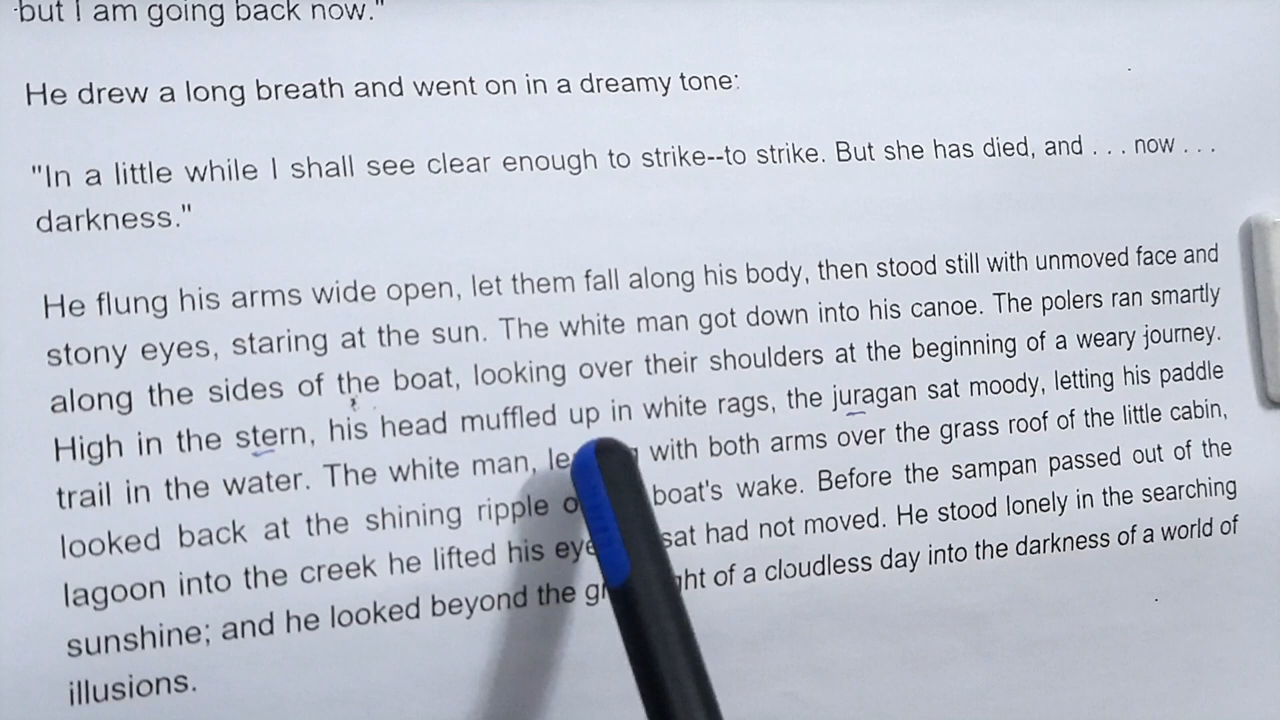 but I am going back now."
He drew a long breath and went on in a dreamy tone:
"In a little while I shall see clear enough to strike--to strike. But she has died, and . . . now . . .
darkness."
He flung his arms wide open, let them fall along his body, then stood still with unmoved face and
stony eyes, staring at the sun. The white man got down into his canoe. The polers ran smartly
along the sides of the boat, looking over their shoulders at the beginning of a weary journey.
High in the stern, his head muffled up in white rags, the juragan sat moody, letting his paddle
trail in the water. The white man, with both arms over the grass roof of the little cabin,
looked back at the shining ripple boat's wake. Before the sampan passed out of the
lagoon into the creek he lifted his had not moved. He stood lonely in the searching
sunshine; and he looked beyond the of a cloudless day into the darkness of a world of
illusions.